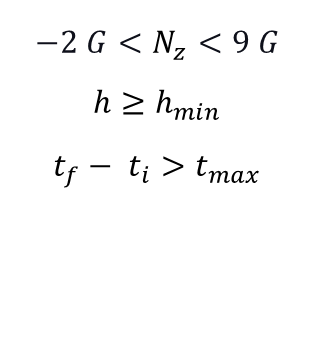 −2 G < N_z < 9 G
h ≥ h_min
t_f − t_i > t_max